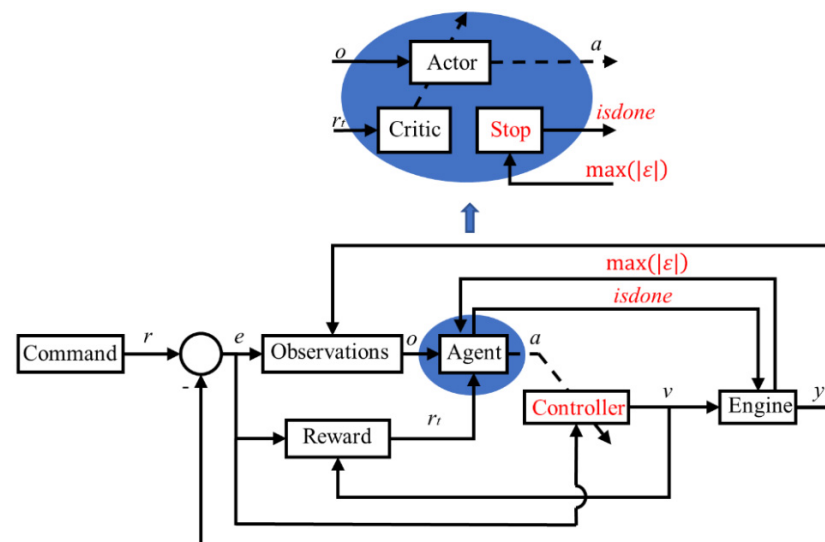 o
Actor
a
rₜ
Critic
Stop
isdone
max(|ε|)
max(|ε|)
isdone
Command
r
e
Observations
o
Agent
a
-
Controller
v
Engine
y
Reward
rₜ